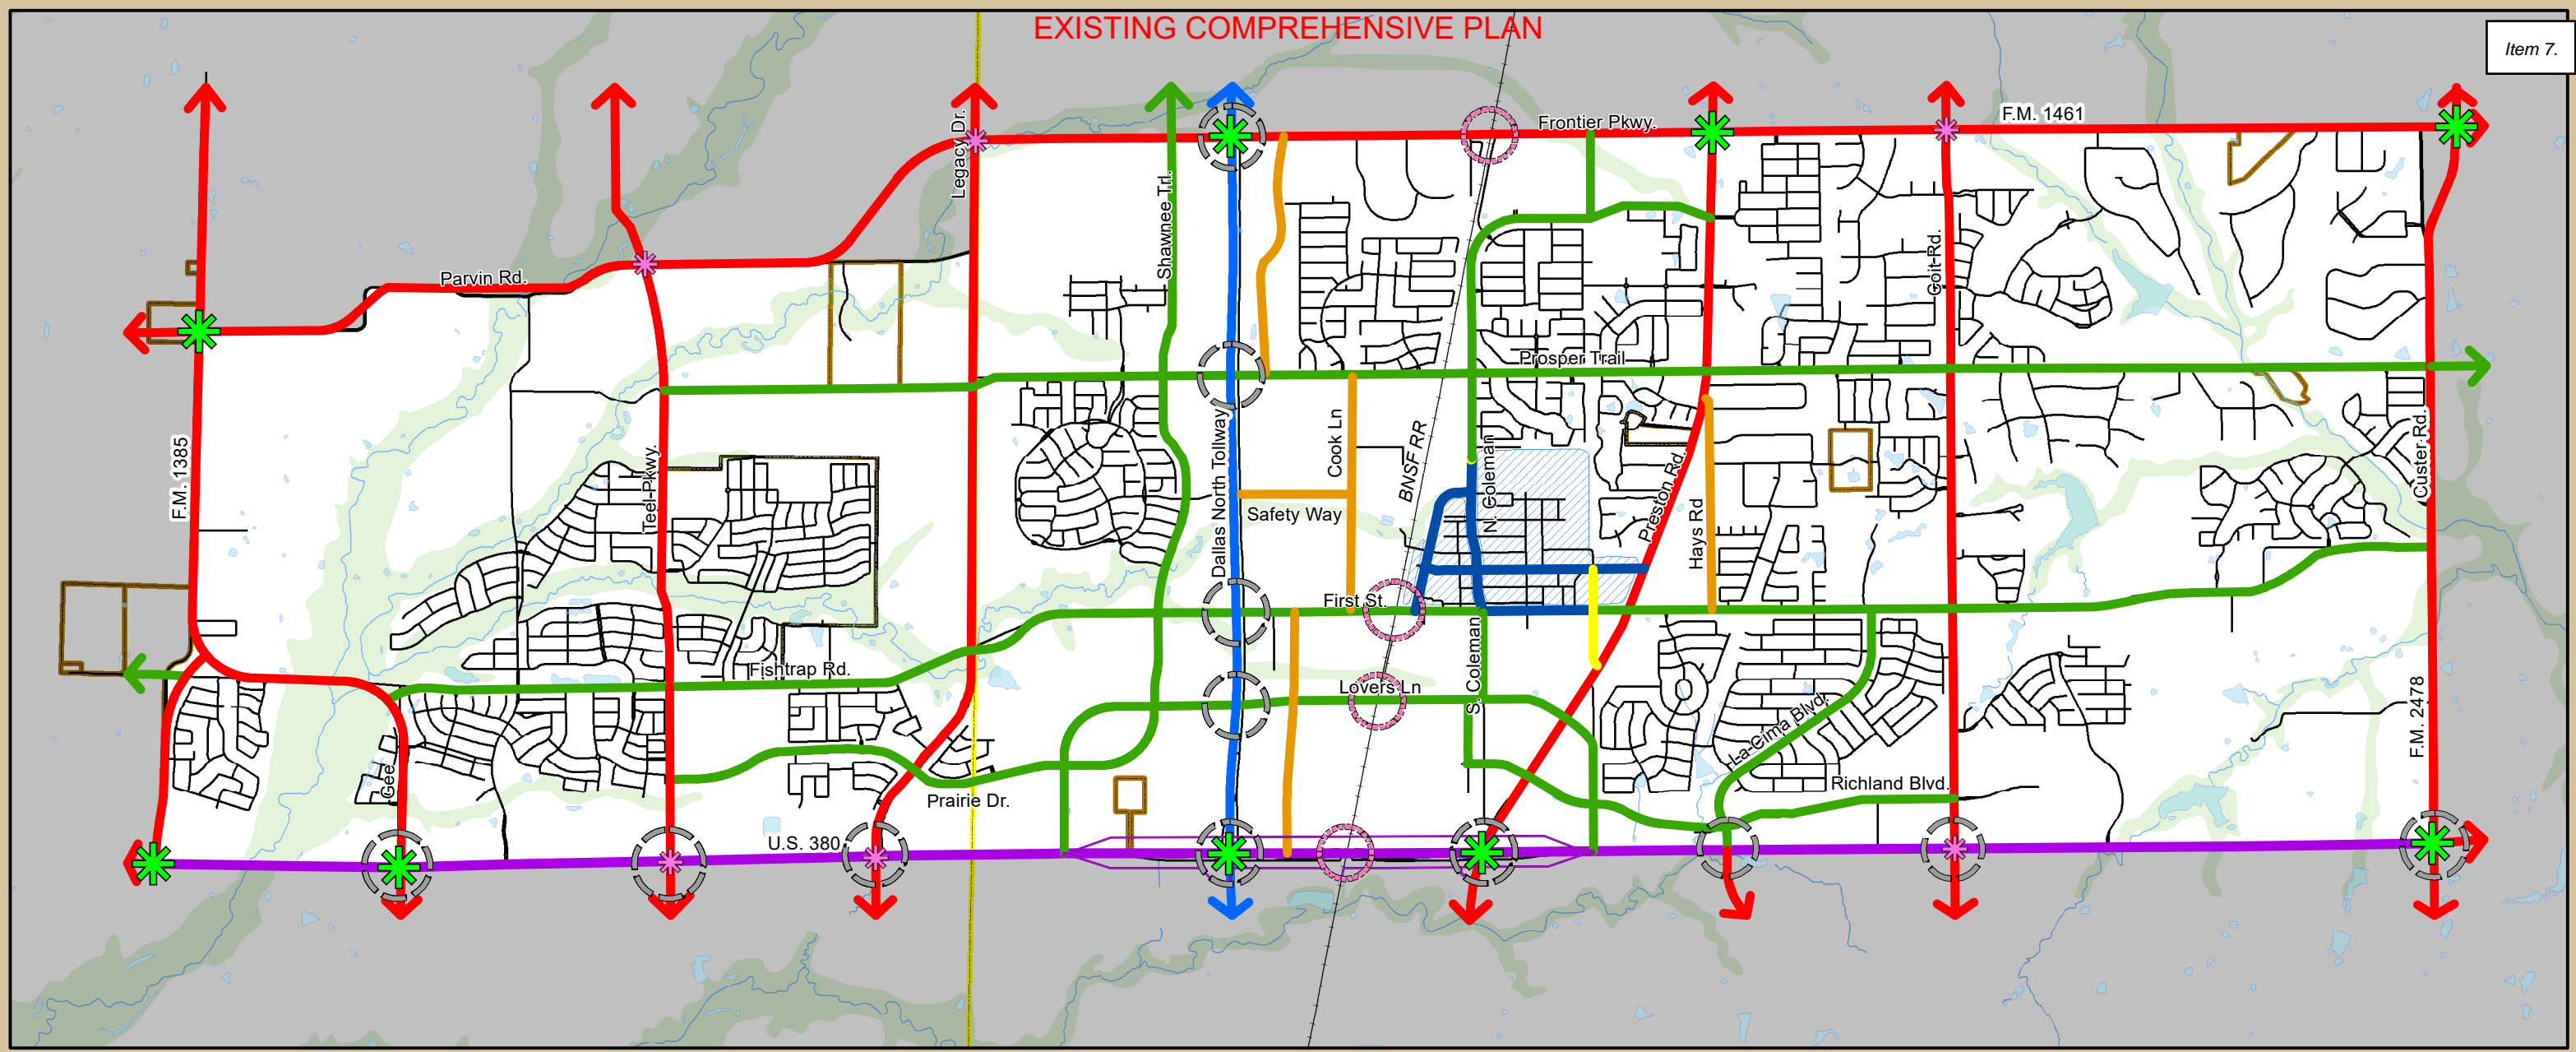 EXISTING COMPREHENSIVE PLAN
Item 7.
F.M. 1461
Frontier Pkwy.
Legacy Dr.
Shawnee Trl.
Coit Rd.
Parvin Rd.
Prosper Trail
F.M. 1385
Teel Pkwy.
Dallas North Tollway
Cook Ln
BNSF RR
N. Coleman
Preston Rd.
Hays Rd
Custer Rd.
Safety Way
First St.
Fishtrap Rd.
Lovers Ln
S. Coleman
La Cima Blvd.
F.M. 2478
Gee
Prairie Dr.
Richland Blvd.
U.S. 380